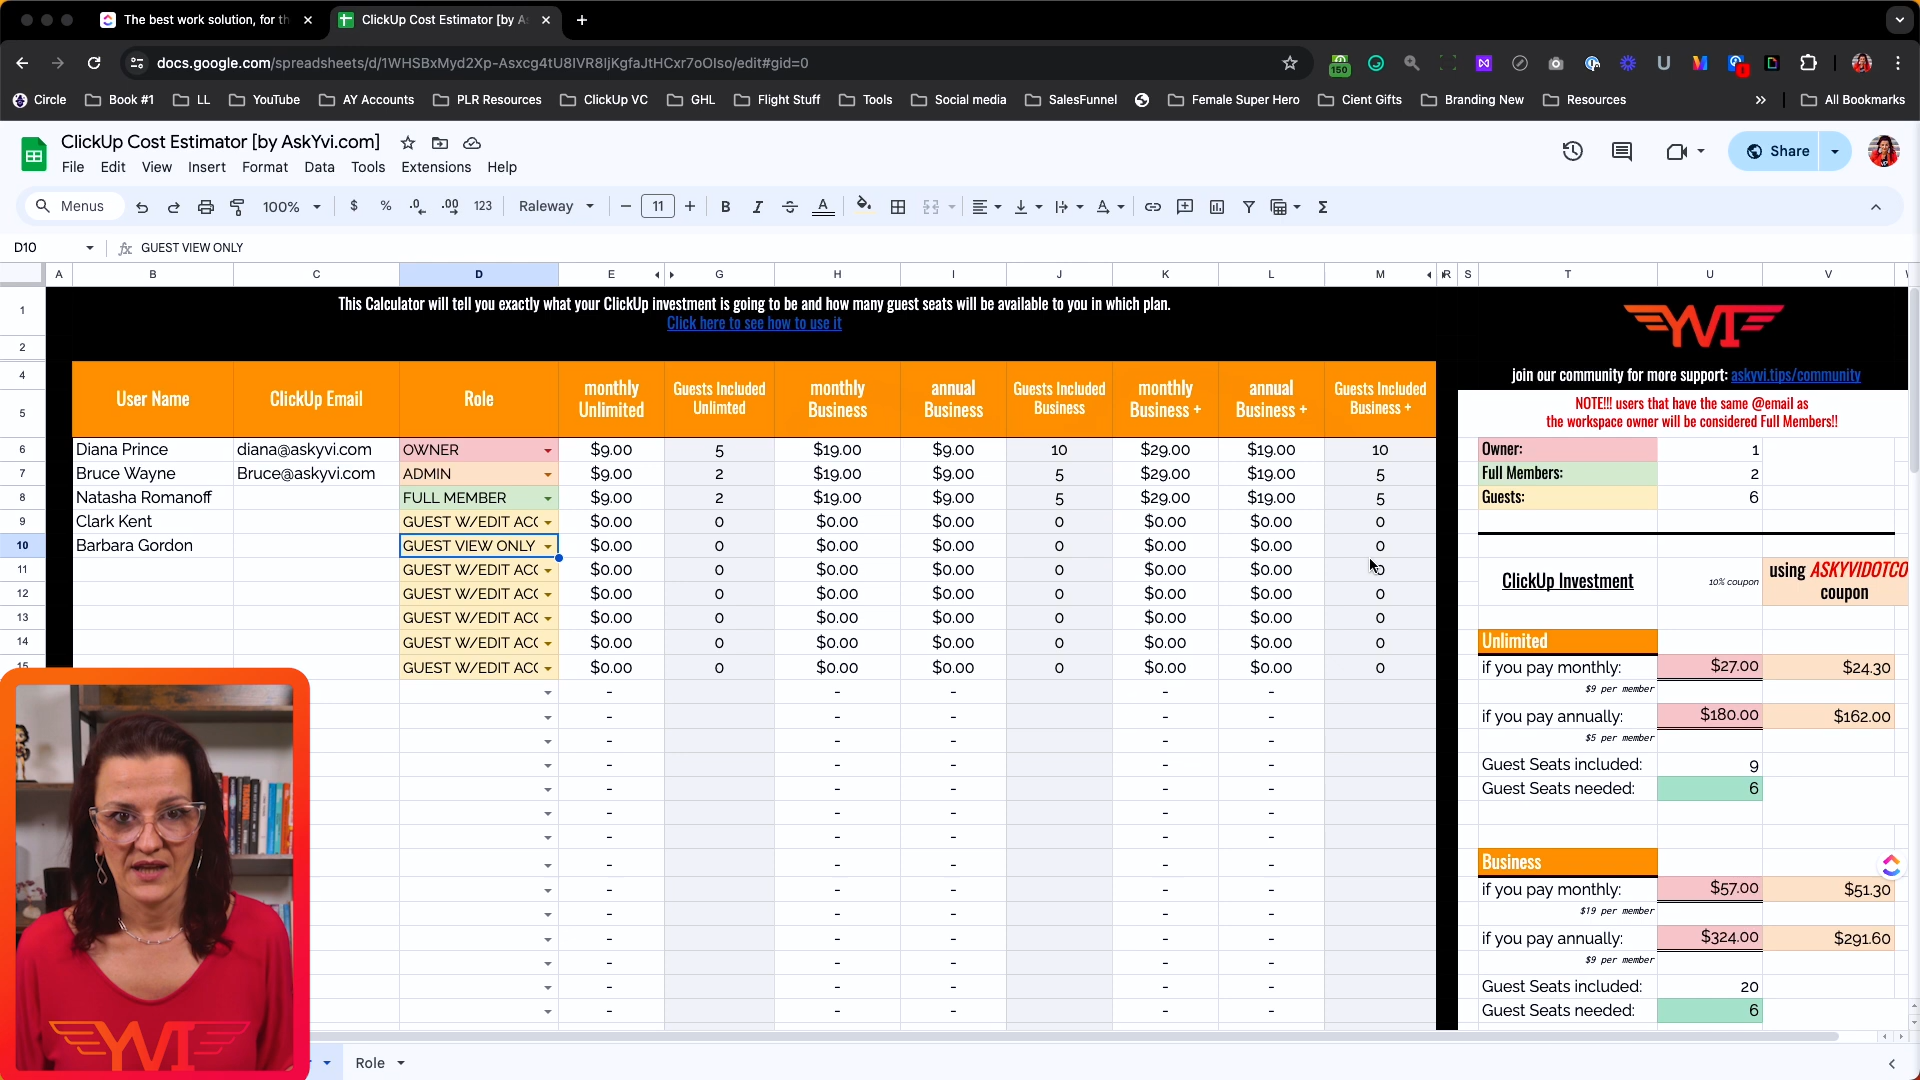 The best work solution, for th
ClickUp Cost Estimator [by As
docs.google.com/spreadsheets/d/1WHSBxMyd2Xp-Asxcg4tU8IVR8IjKgfaJtHCxr7oOIso/edit#gid=0
150
Circle Book #1 LL YouTube AY Accounts PLR Resources ClickUp VC GHL Flight Stuff Tools Social media SalesFunnel Female Super Hero Cient Gifts Branding New Resources All Bookmarks
ClickUp Cost Estimator [by AskYvi.com]
File Edit View Insert Format Data Tools Extensions Help
Share
Menus 100% $ % .0 .00 123 Raleway 11 B I A
D10 GUEST VIEW ONLY
A B C D E G H I J K L M R S T U V
1 This Calculator will tell you exactly what your ClickUp investment is going to be and how many guest seats will be available to you in which plan.
Click here to see how to use it
YVI
2
4 join our community for more support: askyvi.tips/community
5 User Name ClickUp Email Role monthly Unlimited Guests Included Unlimted monthly Business annual Business Guests Included Business monthly Business + annual Business + Guests Included Business +
NOTE!!! users that have the same @email as
the workspace owner will be considered Full Members!!
6 Diana Prince diana@askyvi.com OWNER $9.00 5 $19.00 $9.00 10 $29.00 $19.00 10 Owner: 1
7 Bruce Wayne Bruce@askyvi.com ADMIN $9.00 2 $19.00 $9.00 5 $29.00 $19.00 5 Full Members: 2
8 Natasha Romanoff FULL MEMBER $9.00 2 $19.00 $9.00 5 $29.00 $19.00 5 Guests: 6
9 Clark Kent GUEST W/EDIT ACC $0.00 0 $0.00 $0.00 0 $0.00 $0.00 0
10 Barbara Gordon GUEST VIEW ONLY $0.00 0 $0.00 $0.00 0 $0.00 $0.00 0
11 GUEST W/EDIT ACC $0.00 0 $0.00 $0.00 0 $0.00 $0.00 0
12 GUEST W/EDIT ACC $0.00 0 $0.00 $0.00 0 $0.00 $0.00 0
13 GUEST W/EDIT ACC $0.00 0 $0.00 $0.00 0 $0.00 $0.00 0
14 GUEST W/EDIT ACC $0.00 0 $0.00 $0.00 0 $0.00 $0.00 0
15 GUEST W/EDIT ACC $0.00 0 $0.00 $0.00 0 $0.00 $0.00 0
ClickUp Investment 10% coupon using ASKYVIDOTCO
coupon
Unlimited
if you pay monthly: $27.00 $24.30
$9 per member
if you pay annually: $180.00 $162.00
$5 per member
Guest Seats included: 9
Guest Seats needed: 6
Business
if you pay monthly: $57.00 $51.30
$19 per member
if you pay annually: $324.00 $291.60
$9 per member
Guest Seats included: 20
Guest Seats needed: 6
YVI
Role